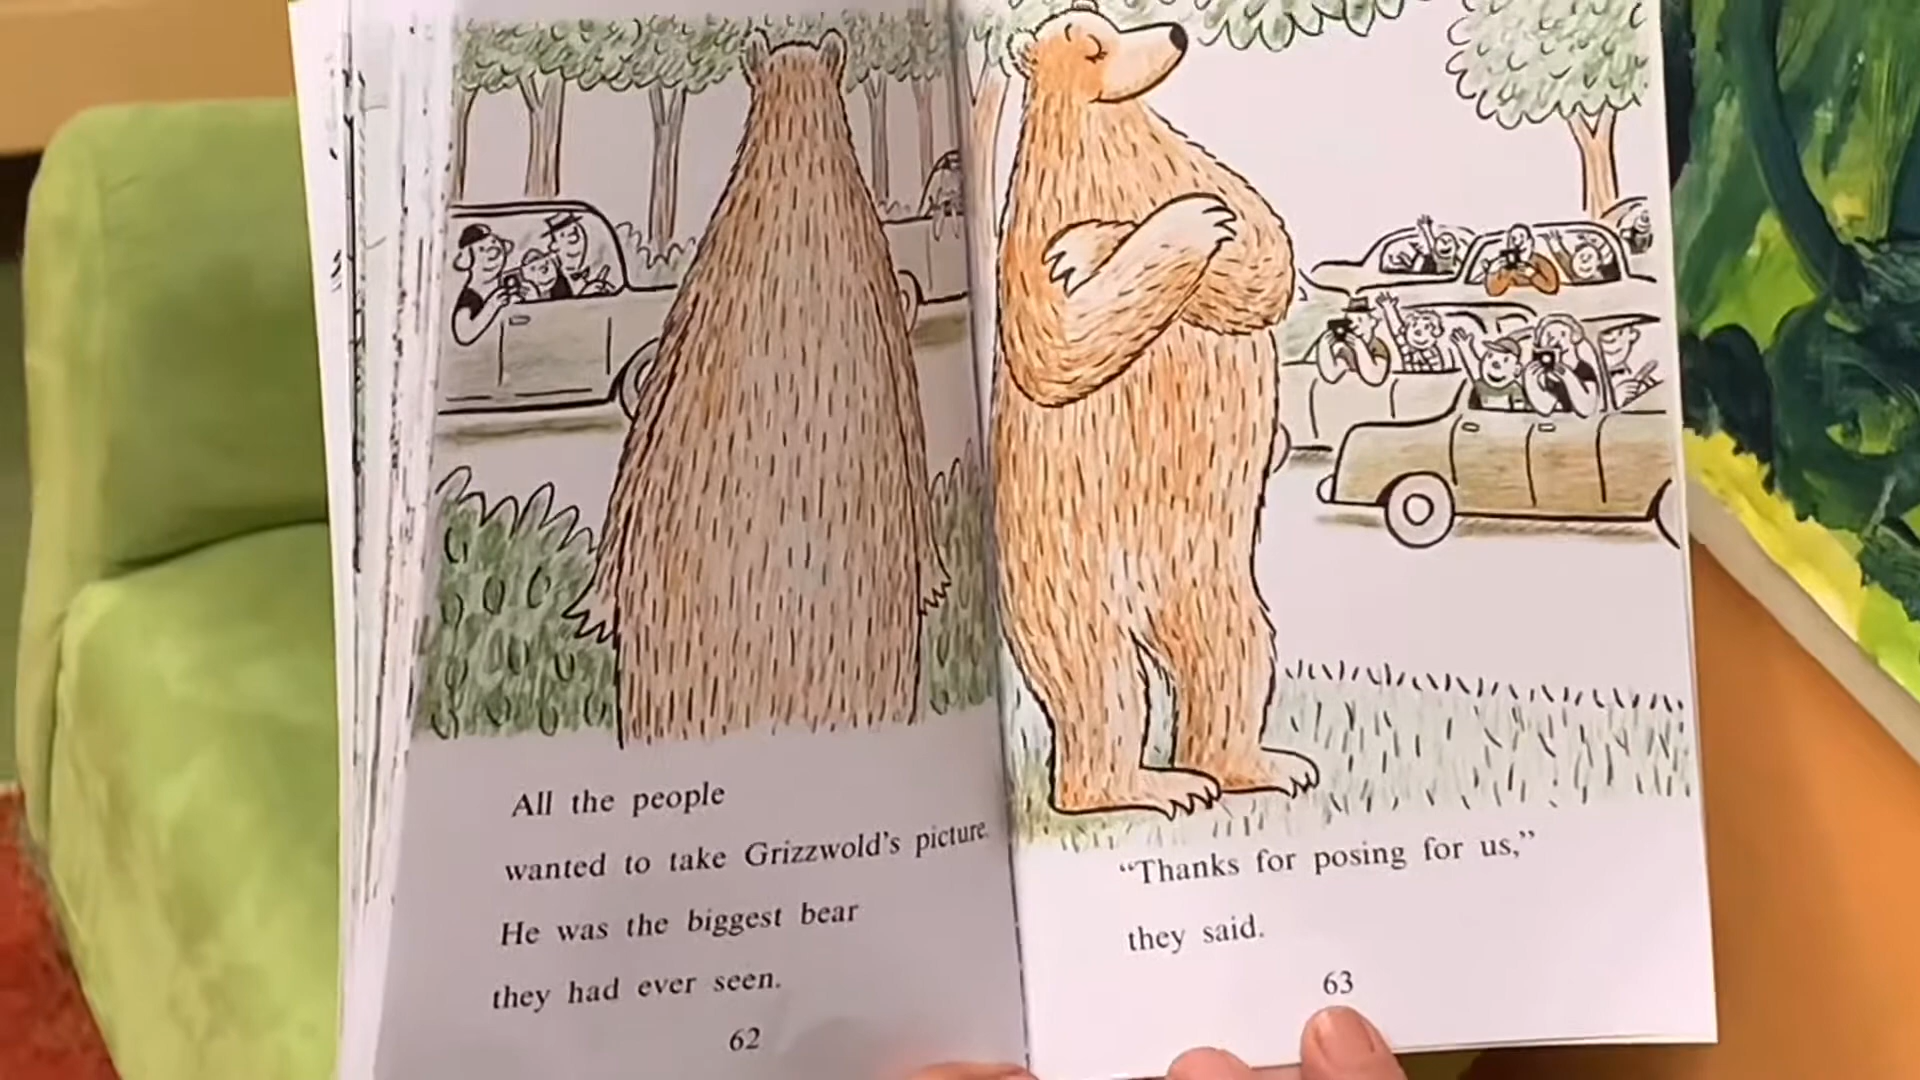 All the people
wanted to take Grizzwold's picture.
He was the biggest bear
they had ever seen.
62
“Thanks for posing for us,”
they said.
63